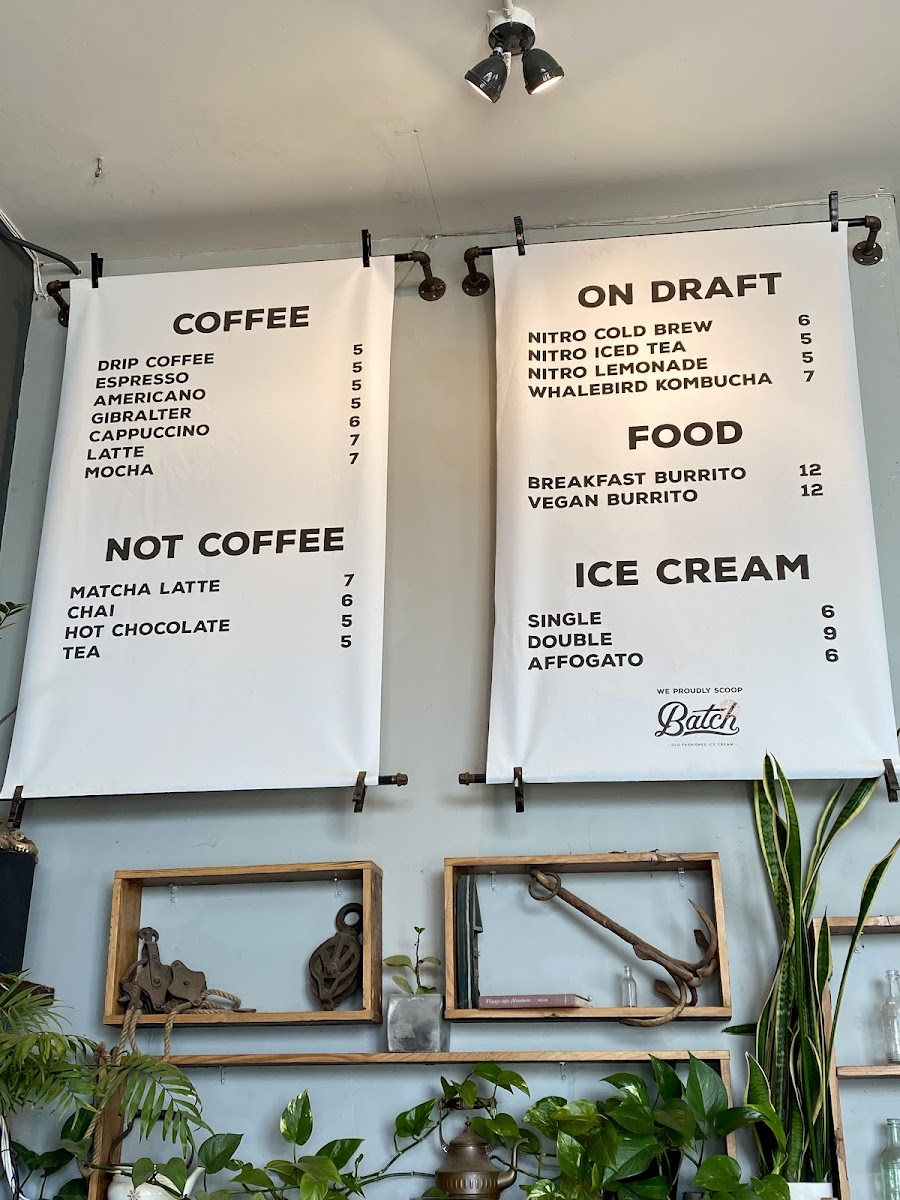 COFFEE
DRIP COFFEE 5
ESPRESSO 5
AMERICANO 5
GIBRALTER 5
CAPPUCCINO 6
LATTE 7
MOCHA 7
NOT COFFEE
MATCHA LATTE 7
CHAI 6
HOT CHOCOLATE 5
TEA 5
ON DRAFT
NITRO COLD BREW 6
NITRO ICED TEA 5
NITRO LEMONADE 5
WHALEBIRD KOMBUCHA 7
FOOD
BREAKFAST BURRITO 12
VEGAN BURRITO 12
ICE CREAM
SINGLE 6
DOUBLE 9
AFFOGATO 6
WE PROUDLY SCOOP
Batch
OLD FASHIONED ICE CREAM